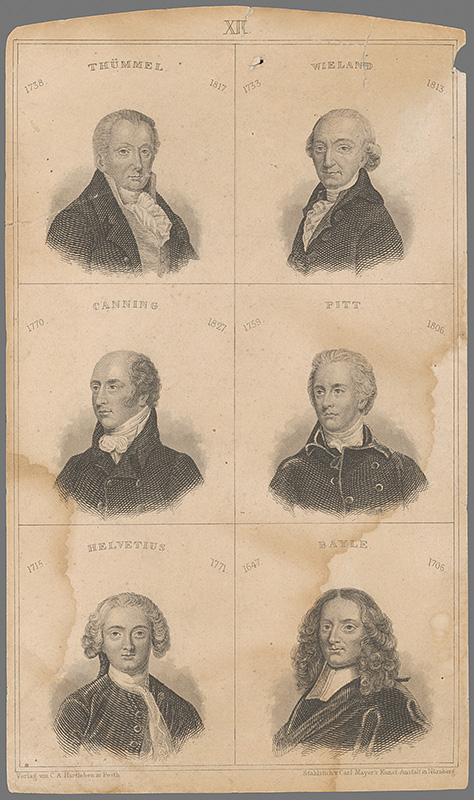 XII.
THÜMMEL
1738.
1817.
WIELAND
1733.
1813.
CANNING
1770.
1827.
PITT
1759.
1806.
HELVETIUS
1715.
1771.
BAYLE
1647.
1706.
Verlag von C. A. Hartleben in Pesth
Stahlstich v. Carl Mayer's Kunst-Anstalt in Nürnberg